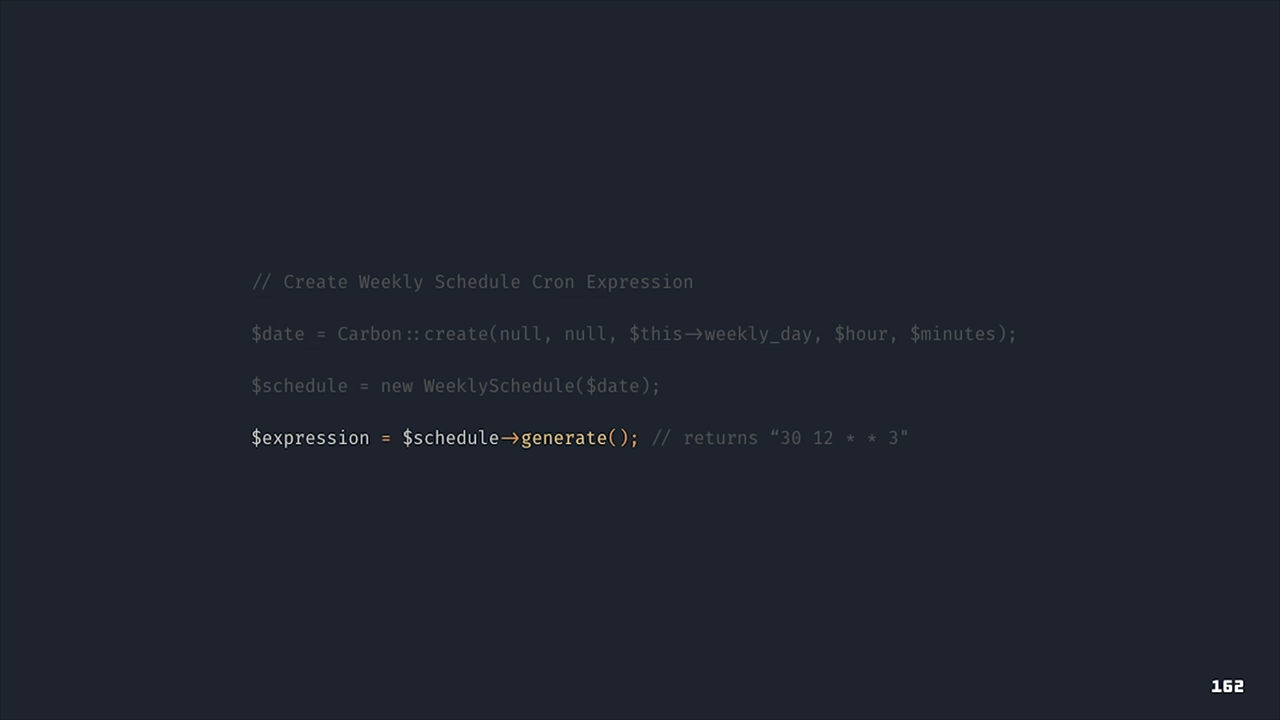 // Create Weekly Schedule Cron Expression
$date = Carbon::create(null, null, $this->weekly_day, $hour, $minutes);
$schedule = new WeeklySchedule($date);
$expression = $schedule->generate(); // returns “30 12 * * 3"
162